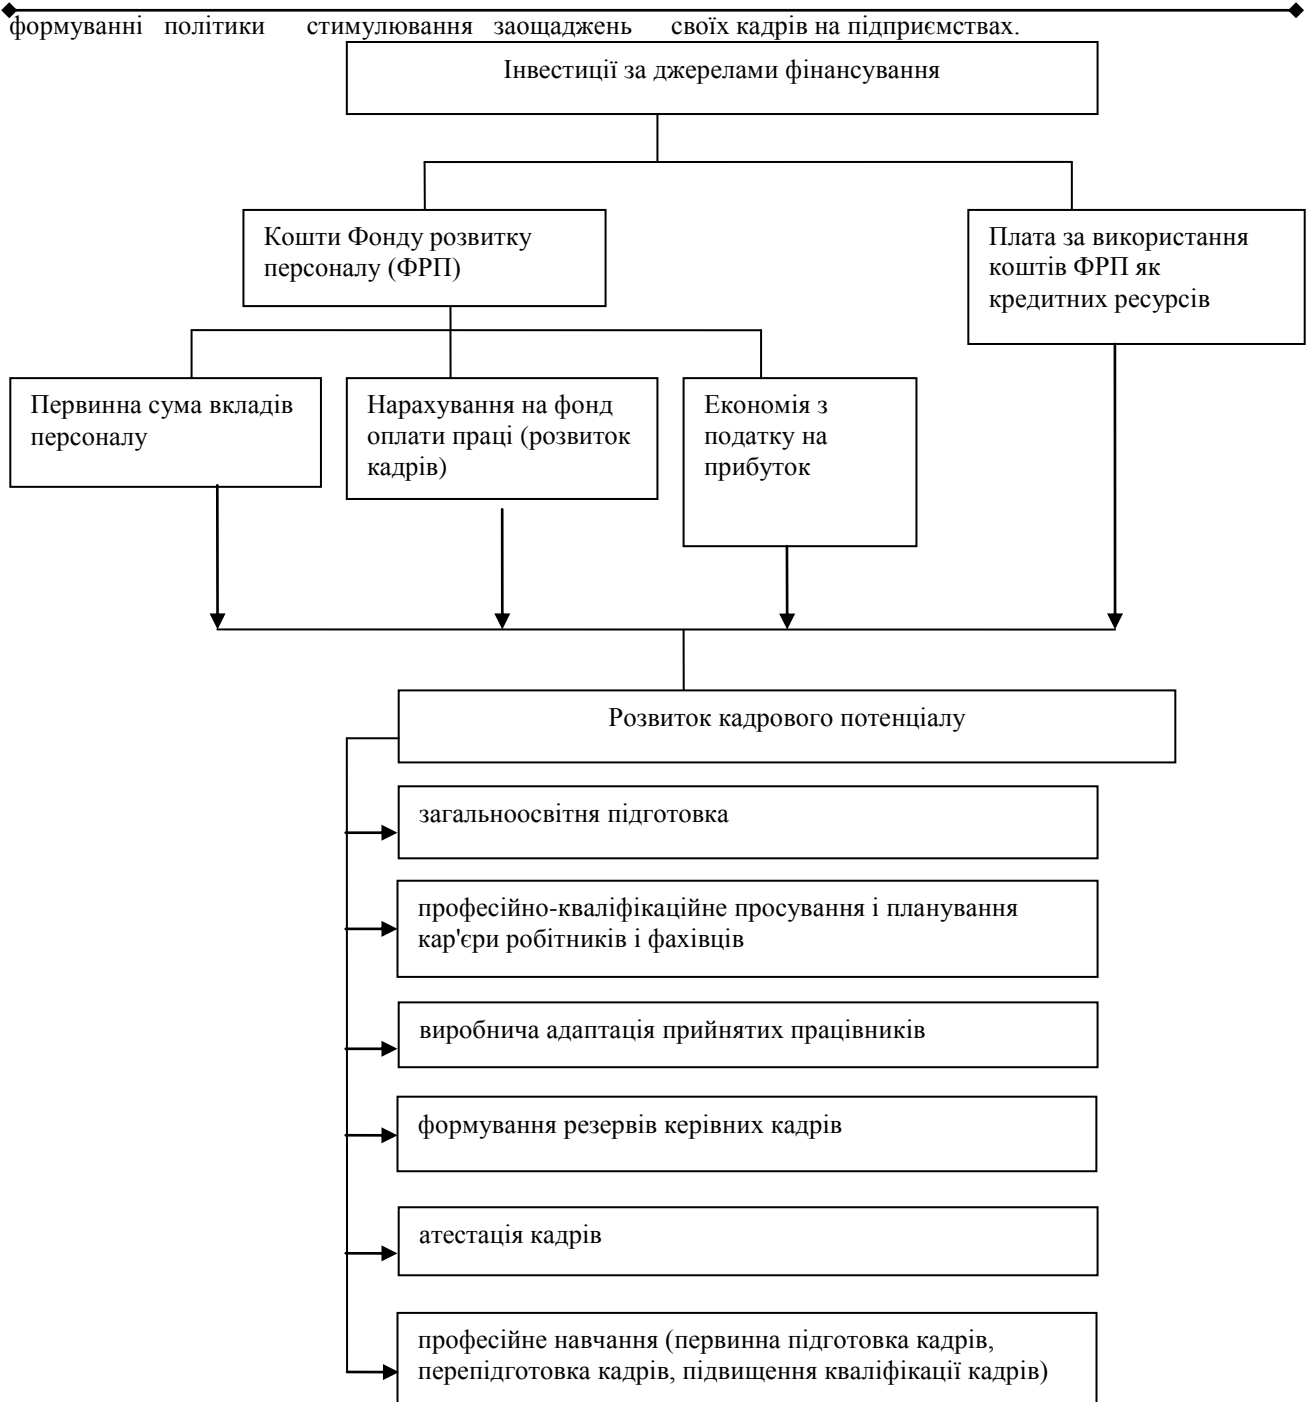 формуванні політики стимулювання заощаджень своїх кадрів на підприємствах.
Інвестиції за джерелами фінансування
Кошти Фонду розвитку
персоналу (ФРП)
Плата за використання
коштів ФРП як
кредитних ресурсів
Первинна сума вкладів
персоналу
Нарахування на фонд
оплати праці (розвиток
кадрів)
Економія з
податку на
прибуток
Розвиток кадрового потенціалу
загальноосвітня підготовка
професійно-кваліфікаційне просування і планування
кар'єри робітників і фахівців
виробнича адаптація прийнятих працівників
формування резервів керівних кадрів
атестація кадрів
професійне навчання (первинна підготовка кадрів,
перепідготовка кадрів, підвищення кваліфікації кадрів)